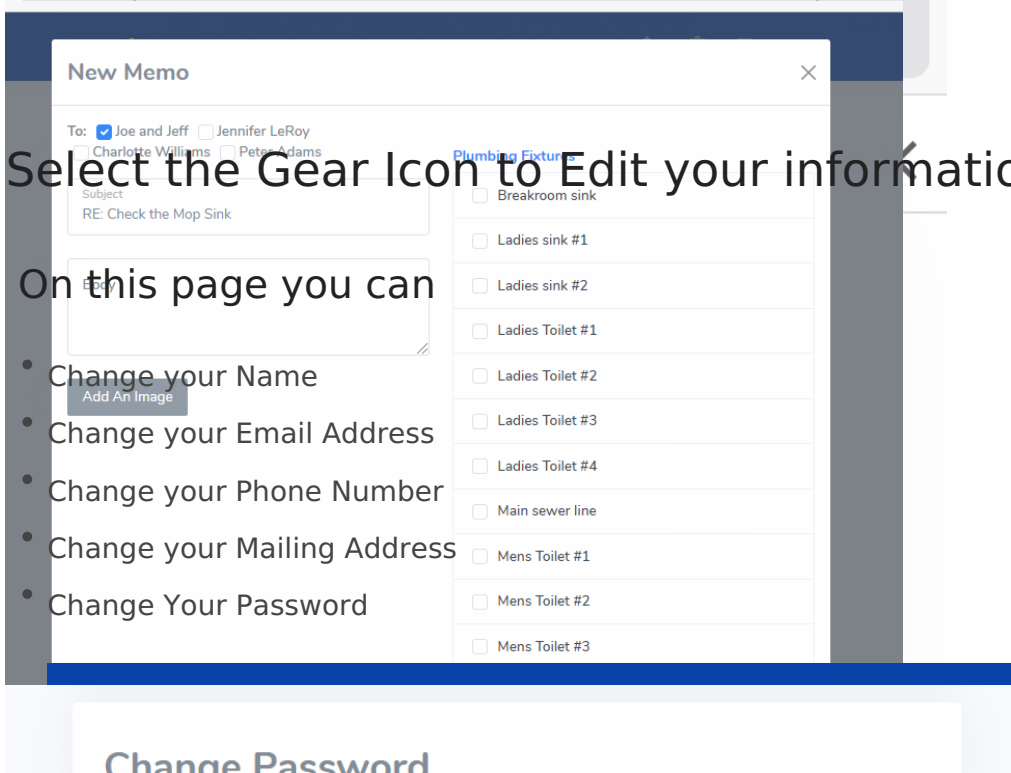 New Memo
To: Joe and Jeff Jennifer LeRoy
Charlotte Williams Peter Adams
Plumbing Fixtures
Select the Gear Icon to Edit your
Subject
RE: Check the Mop Sink
Breakroom sink
Ladies sink #1
On this page you can
Body
Ladies sink #2
Ladies Toilet #1
Change your Name
Add An Image
Ladies Toilet #2
Change your Email Address
Ladies Toilet #3
Ladies Toilet #4
Change your Phone Number
Main sewer line
Change your Mailing Address
Mens Toilet #1
Change Your Password
Mens Toilet #2
Mens Toilet #3
Change Password